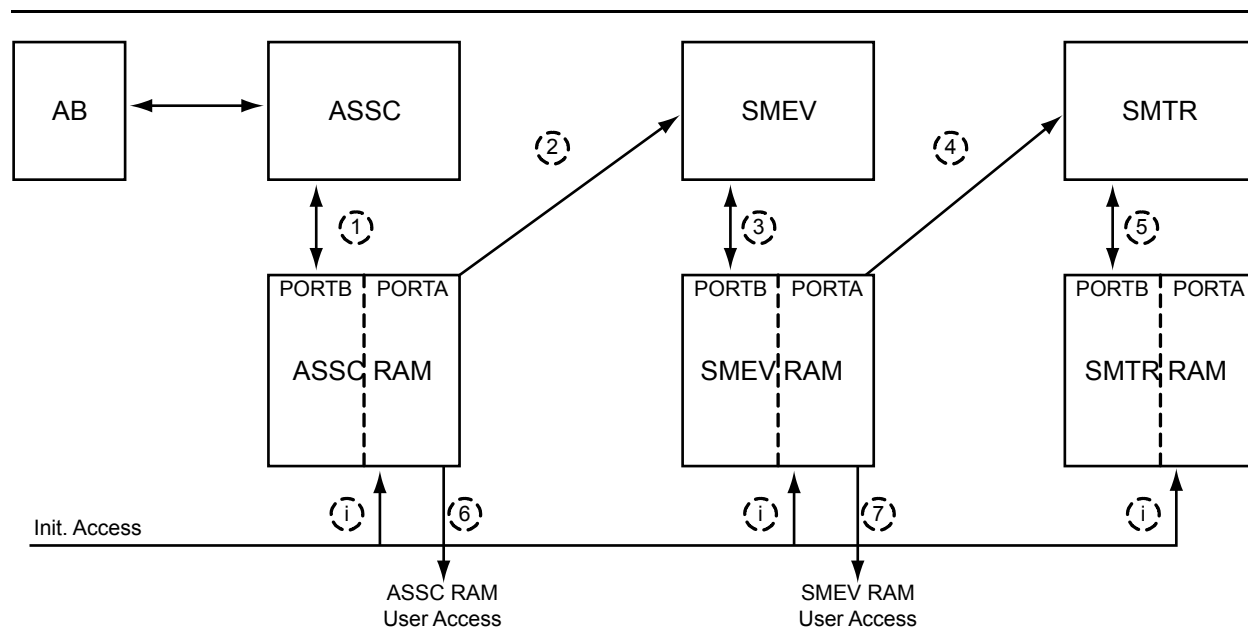 AB
ASSC
SMEV
SMTR
2
4
1
3
5
PORTB PORTA
PORTB PORTA
PORTB PORTA
ASSC RAM
SMEV RAM
SMTR RAM
i
6
i
7
i
Init. Access
ASSC RAM
User Access
SMEV RAM
User Access